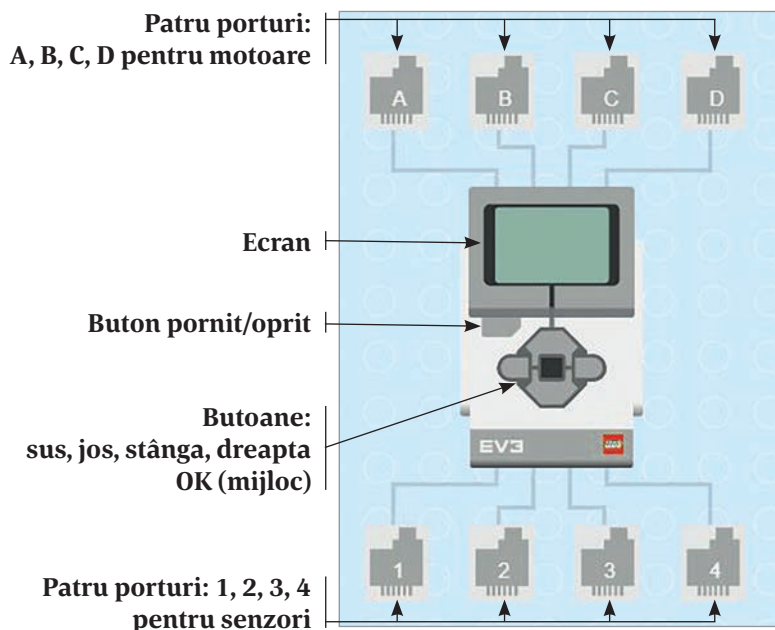 Patru porturi:
A, B, C, D pentru motoare
A
B
C
D
Ecran
Buton pornit/oprit
Butoane:
sus, jos, stânga, dreapta
OK (mijloc)
EV3
LEGO
1
2
3
4
Patru porturi: 1, 2, 3, 4
pentru senzori